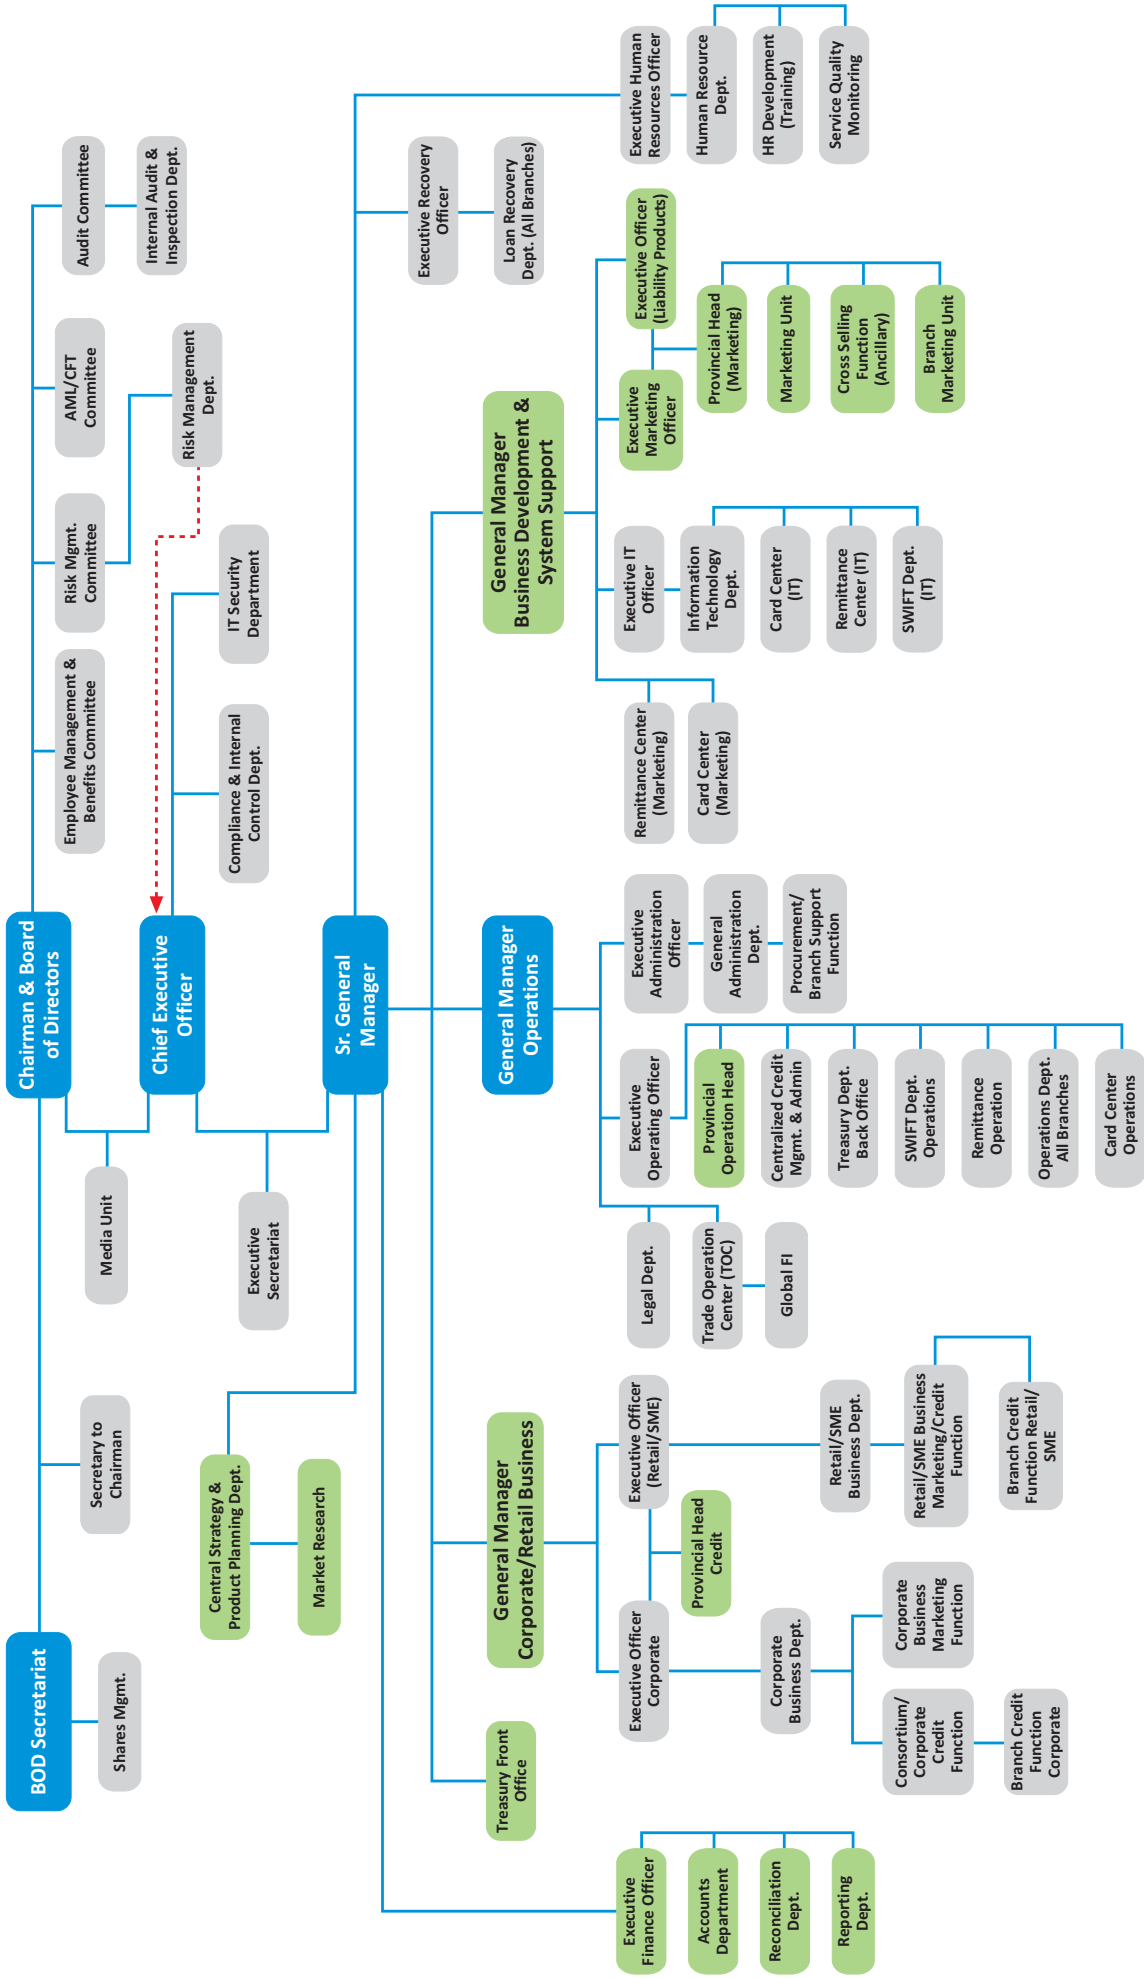 BOD Secretariat
Shares Mgmt.
Secretary to
Chairman
Chairman & Board
of Directors
Media Unit
Employee Management &
Benefits Committee
Risk Mgmt.
Committee
AML/CFT
Committee
Audit Committee
Internal Audit &
Inspection Dept.
Risk Management
Dept.
Chief Executive
Officer
Executive
Secretariat
Compliance & Internal
Control Dept.
IT Security
Department
Central Strategy &
Product Planning Dept.
Market Research
Sr. General
Manager
Executive Recovery
Officer
Loan Recovery
Dept. (All Branches)
Executive Human
Resources Officer
Human Resource
Dept.
HR Development
(Training)
Service Quality
Monitoring
Executive
Finance Officer
Accounts
Department
Reconciliation
Dept.
Reporting
Dept.
Treasury Front
Office
General Manager
Corporate/Retail Business
Executive Officer
Corporate
Executive Officer
(Retail/SME)
Provincial Head
Credit
Corporate
Business Dept.
Consortium/
Corporate
Credit
Function
Branch Credit
Function
Corporate
Corporate
Business
Marketing
Function
Retail/SME
Business Dept.
Retail/SME Business
Marketing/Credit
Function
Branch Credit
Function Retail/
SME
General Manager
Operations
Legal Dept.
Trade Operation
Center (TOC)
Global FI
Executive
Operating Officer
Provincial
Operation Head
Centralized Credit
Mgmt. & Admin
Treasury Dept.
Back Office
SWIFT Dept.
Operations
Remittance
Operation
Operations Dept.
All Branches
Card Center
Operations
Executive
Administration
Officer
General
Administration
Dept.
Procurement/
Branch Support
Function
General Manager
Business Development &
System Support
Remittance Center
(Marketing)
Card Center
(Marketing)
Executive IT
Officer
Information
Technology
Dept.
Card Center
(IT)
Remittance
Center (IT)
SWIFT Dept.
(IT)
Executive
Marketing
Officer
Executive Officer
(Liability Products)
Provincial Head
(Marketing)
Marketing Unit
Cross Selling
Function
(Ancillary)
Branch
Marketing Unit